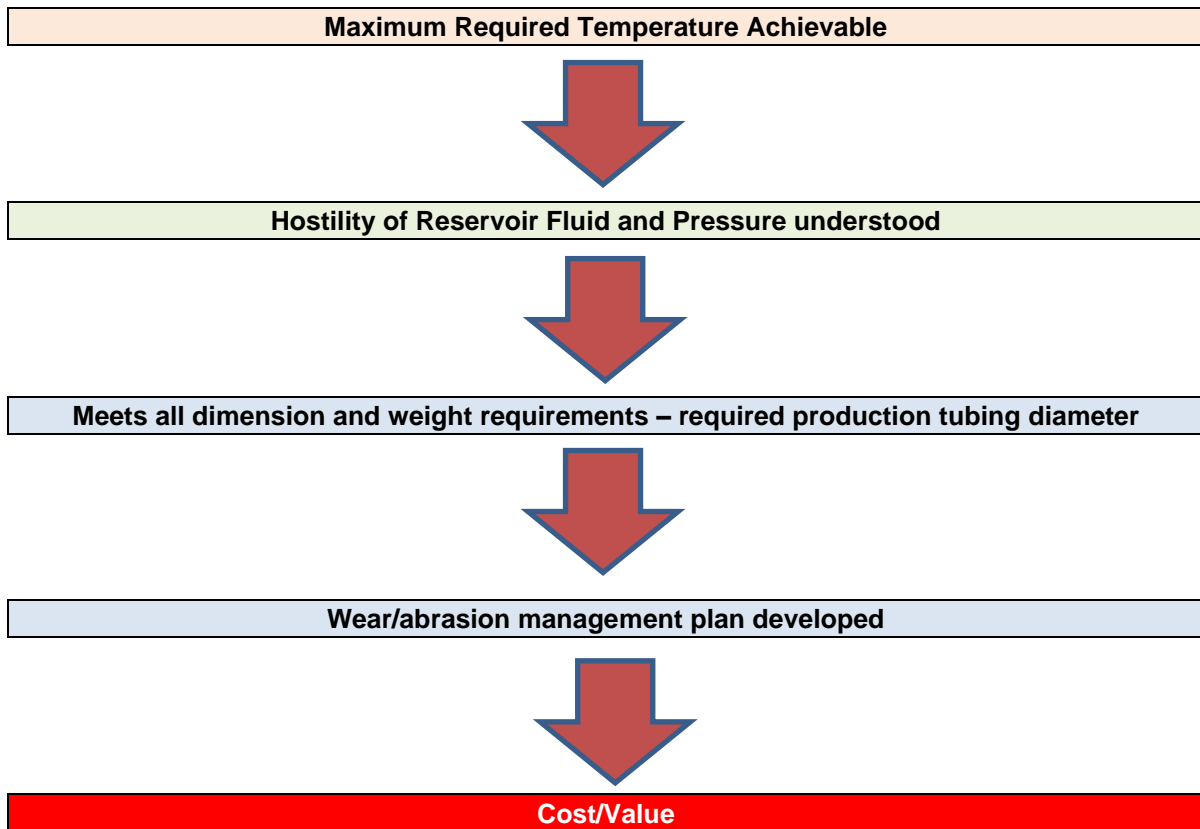 Maximum Required Temperature Achievable
Hostility of Reservoir Fluid and Pressure understood
Meets all dimension and weight requirements – required production tubing diameter
Wear/abrasion management plan developed
Cost/Value